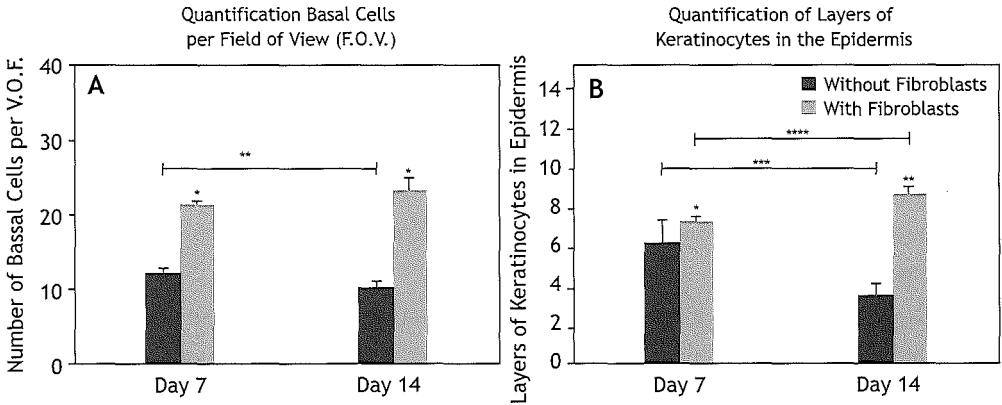 Quantification Basal Cells
per Field of View (F.O.V.)
Number of Bassal Cells per V.O.F.
40
30
20
10
0
A
**
*
*
Day 7
Day 14
Quantification of Layers of
Keratinocytes in the Epidermis
Layers of Keratinocytes in Epidermis
14
12
10
8
6
4
2
0
B
Without Fibroblasts
With Fibroblasts
****
***
*
**
Day 7
Day 14